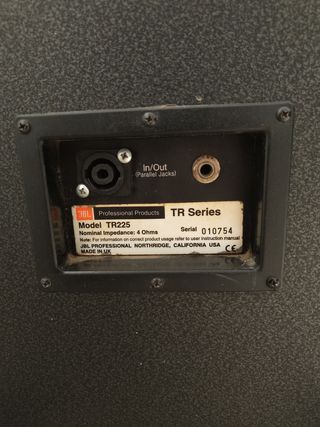 In/Out
(Parallel Jacks)
JBL Professional Products TR Series
Model TR225 Serial 010754
Nominal Impedance: 4 Ohms
Note: For information on correct product usage refer to user instruction manual
JBL PROFESSIONAL NORTHRIDGE, CALIFORNIA USA
MADE IN UK CE